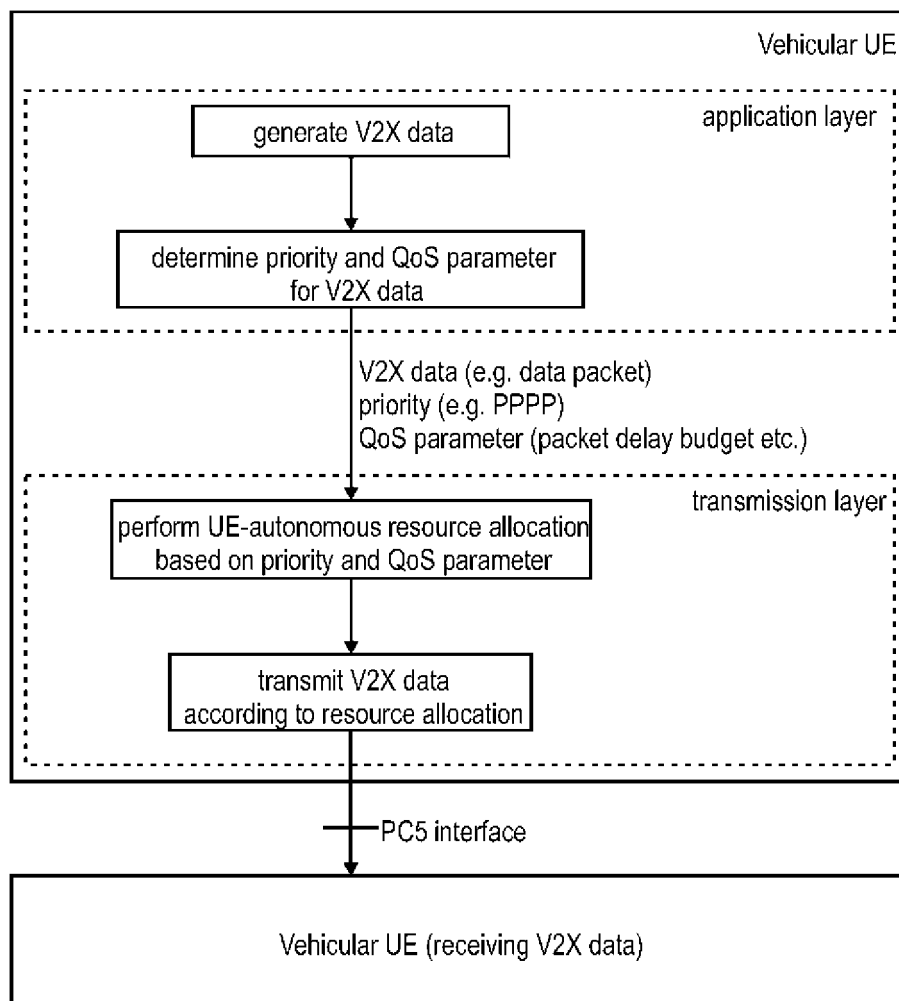 Vehicular UE
application layer
generate V2X data
determine priority and QoS parameter
for V2X data
V2X data (e.g. data packet)
priority (e.g. PPPP)
QoS parameter (packet delay budget etc.)
transmission layer
perform UE-autonomous resource allocation
based on priority and QoS parameter
transmit V2X data
according to resource allocation
PC5 interface
Vehicular UE (receiving V2X data)